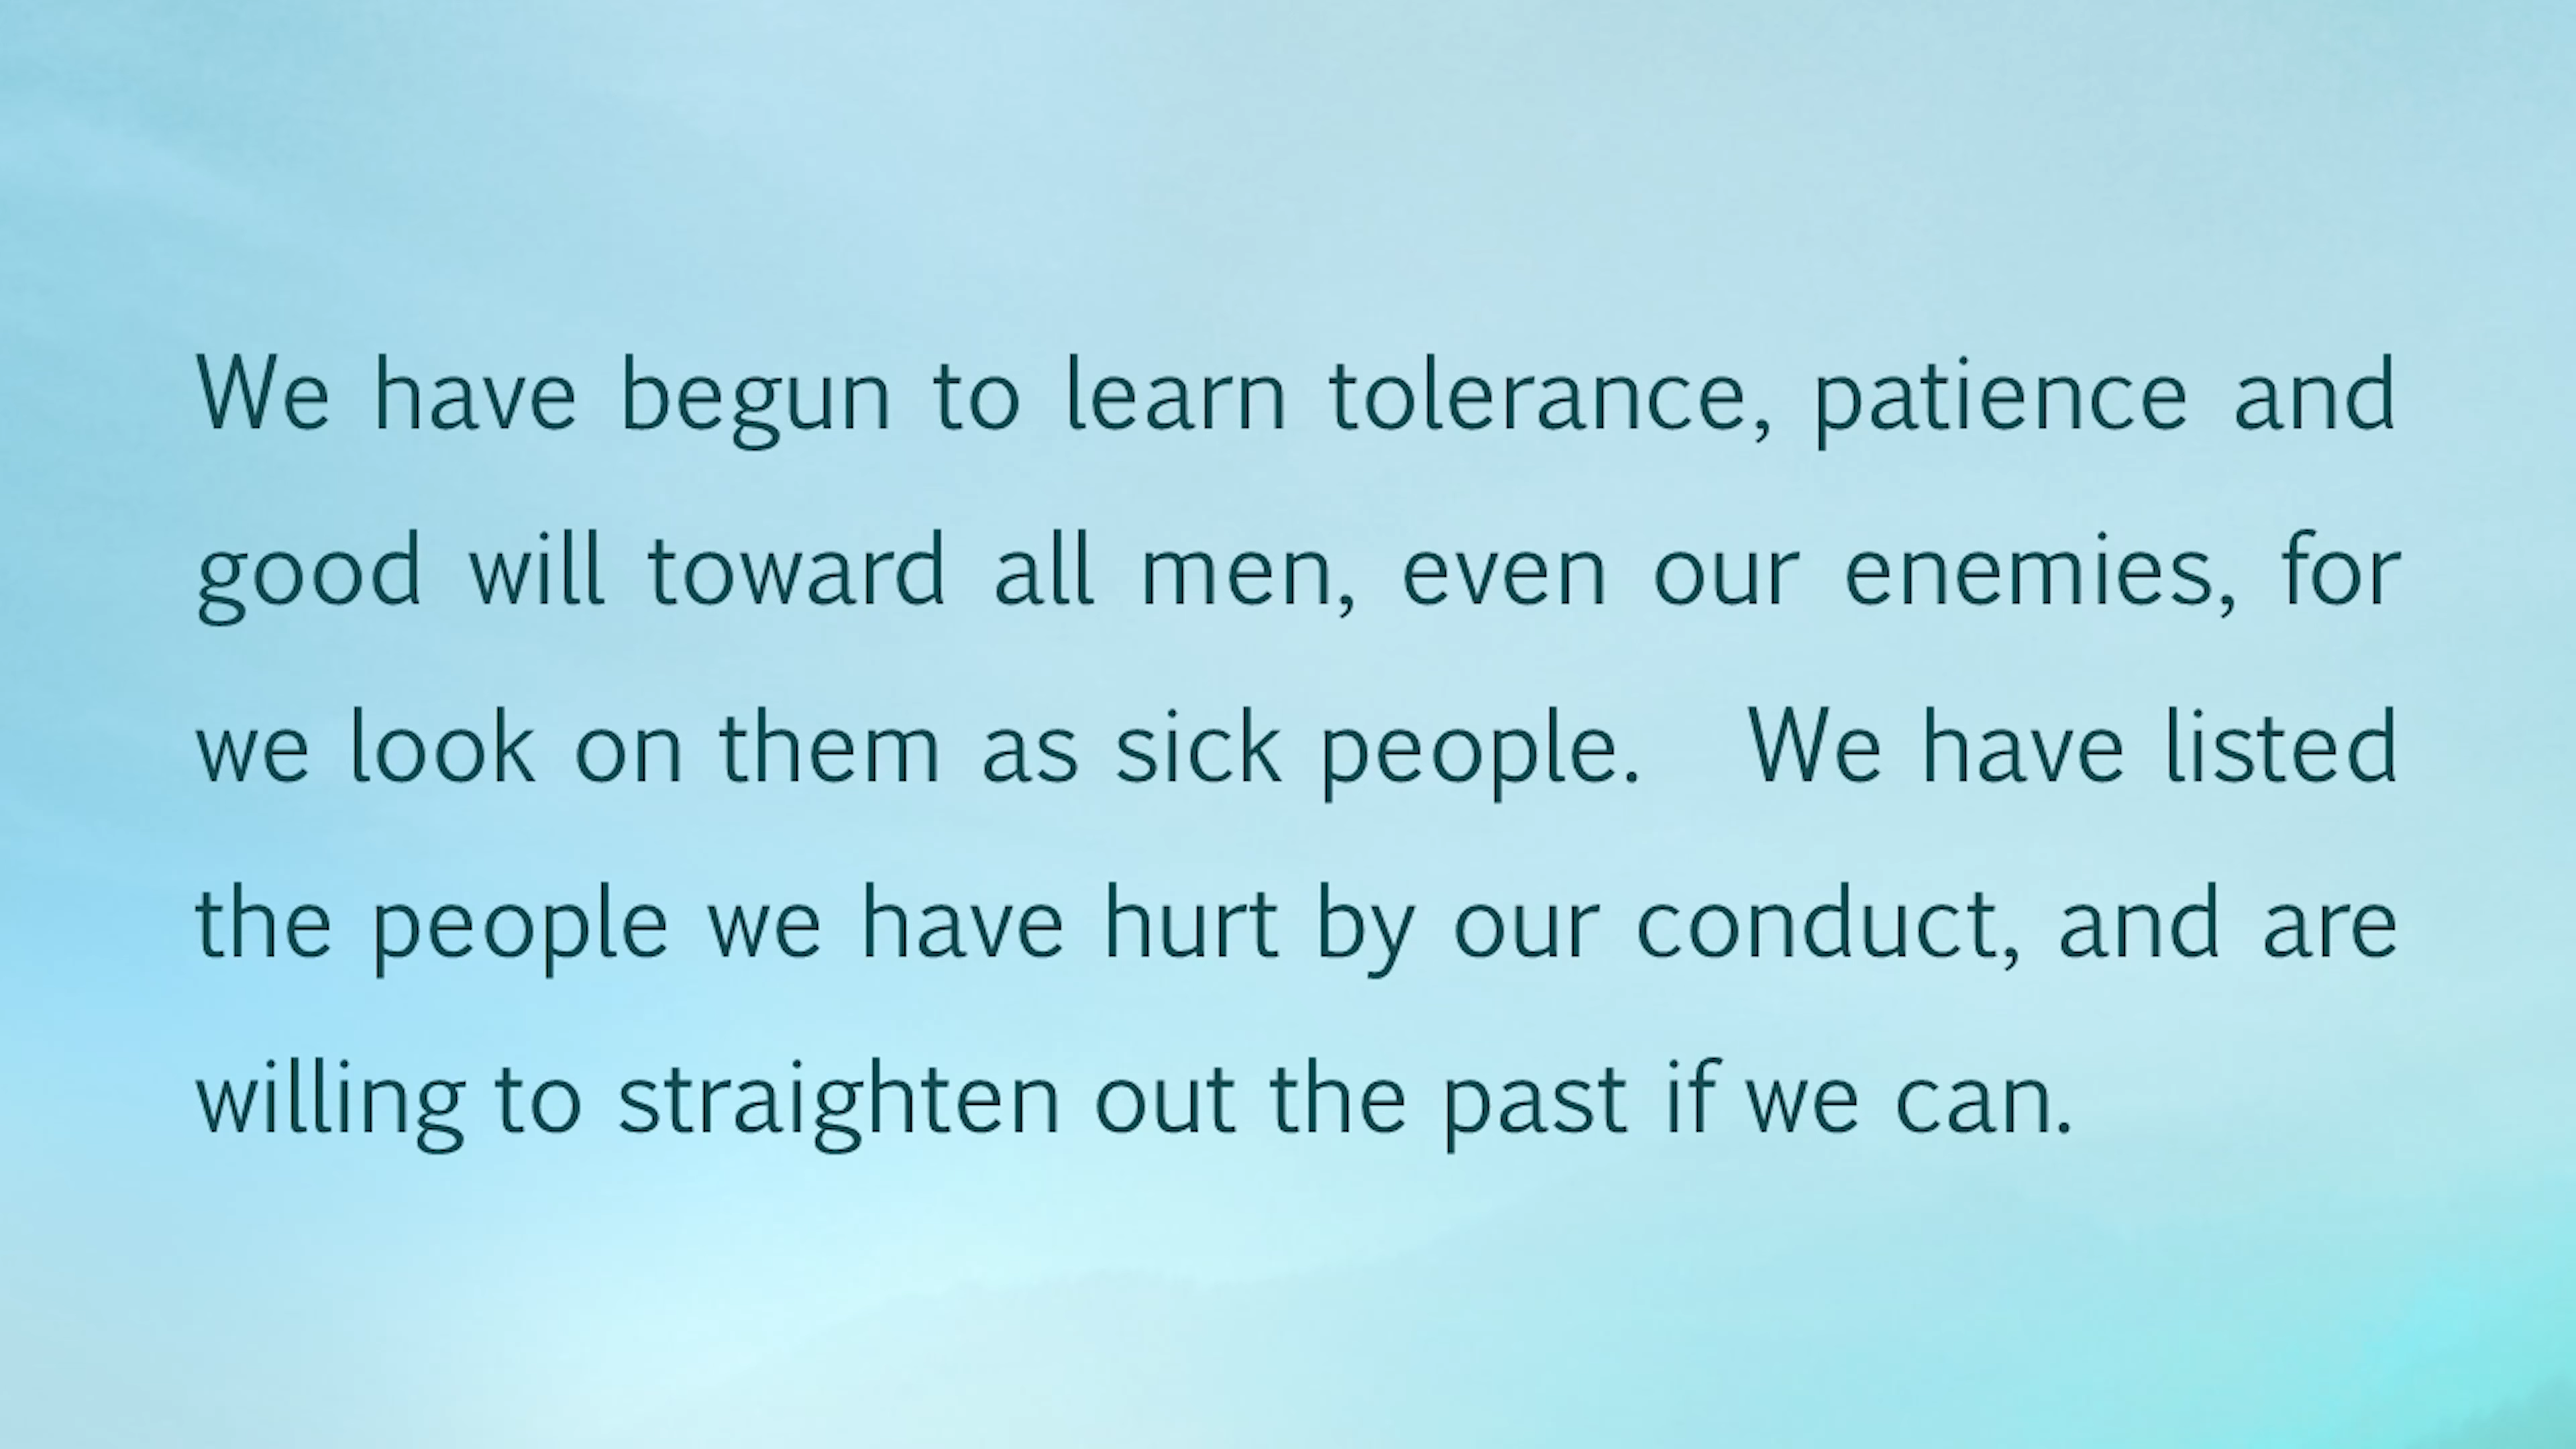 We have begun to learn tolerance, patience and
good will toward all men, even our enemies, for
we look on them as sick people.   We have listed
the people we have hurt by our conduct, and are
willing to straighten out the past if we can.